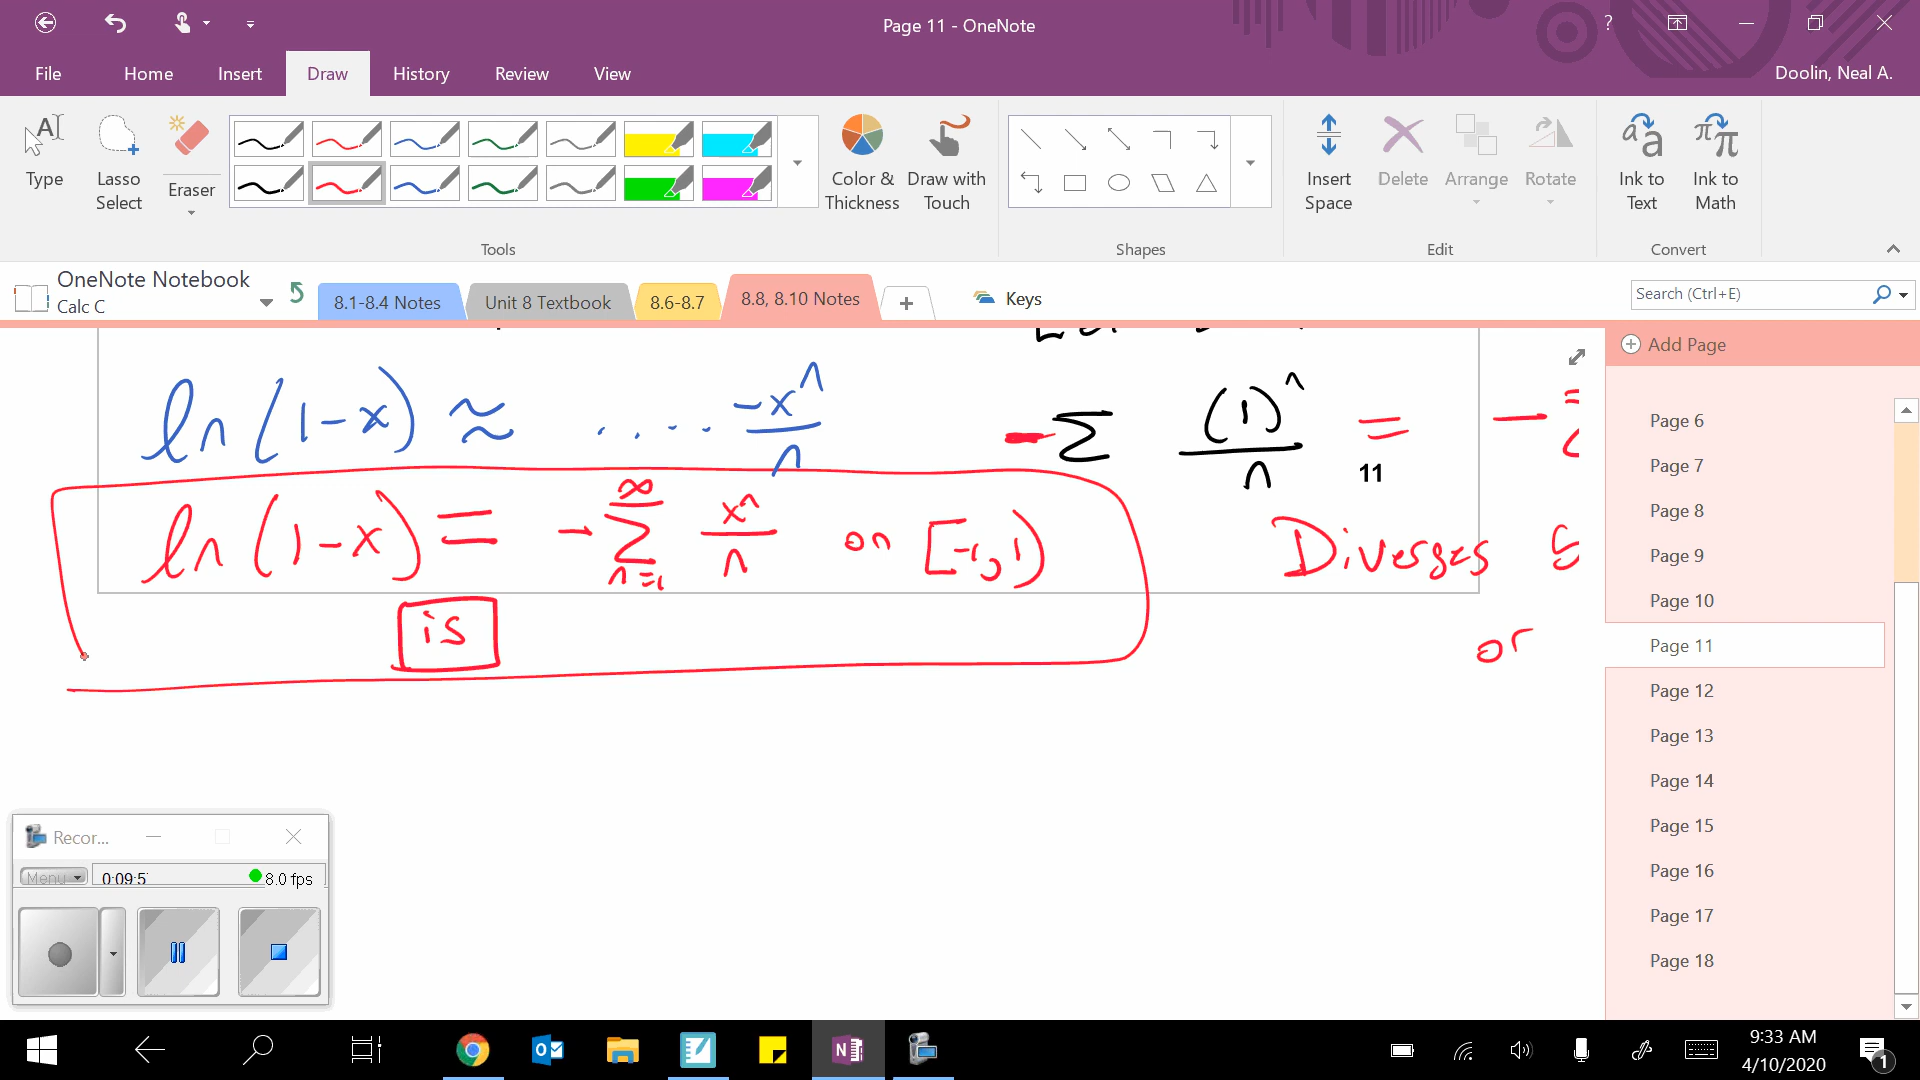 Page 11 - OneNote
?
File Home Insert Draw History Review View
Doolin, Neal A.
Type
Lasso Select
Eraser
Color & Thickness
Draw with Touch
Insert Space
Delete
Arrange
Rotate
Ink to Text
Ink to Math
Tools
Shapes
Edit
Convert
OneNote Notebook
Calc C
8.1-8.4 Notes
Unit 8 Textbook
8.6-8.7
8.8, 8.10 Notes
+
Keys
Search (Ctrl+E)
Add Page
Page 6
Page 7
Page 8
Page 9
Page 10
Page 11
Page 12
Page 13
Page 14
Page 15
Page 16
Page 17
Page 18
ln (1-x) ≈ ..... -x^n/n
-Σ (1)^n/n = -
11
ln (1-x) = -Σ_{n=1}^∞ x^n/n on [-1,1)
is
Diverges
or
Recor...
Menu
0:09:5
8.0 fps
9:33 AM
4/10/2020
1